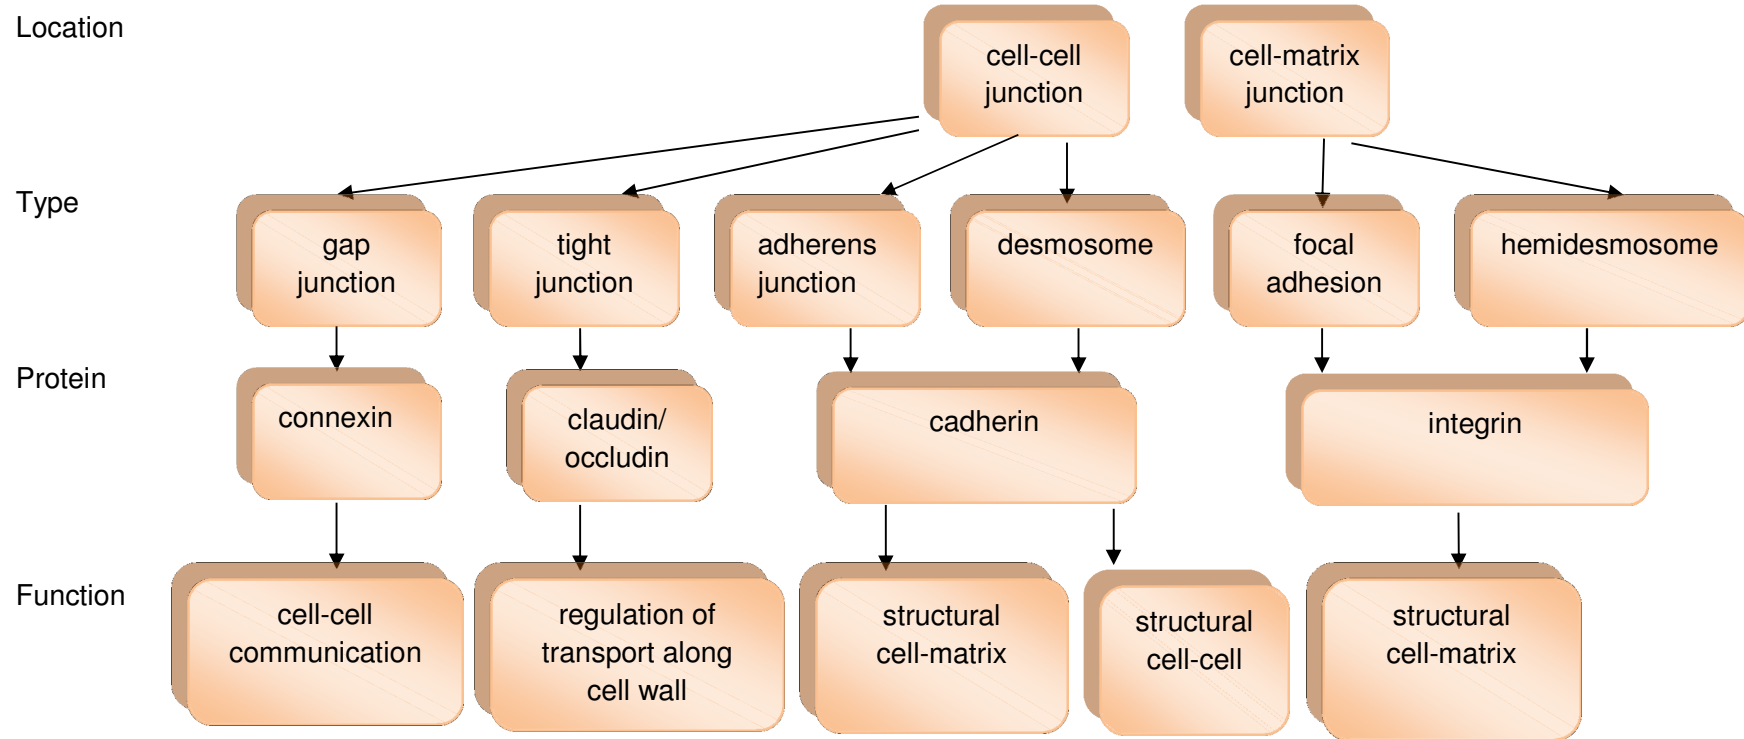 Location
cell-cell
junction
cell-matrix
junction
Type
gap
junction
tight
junction
adherens
junction
desmosome
focal
adhesion
hemidesmosome
Protein
connexin
claudin/
occludin
cadherin
integrin
Function
cell-cell
communication
regulation of
transport along
cell wall
structural
cell-matrix
structural
cell-cell
structural
cell-matrix